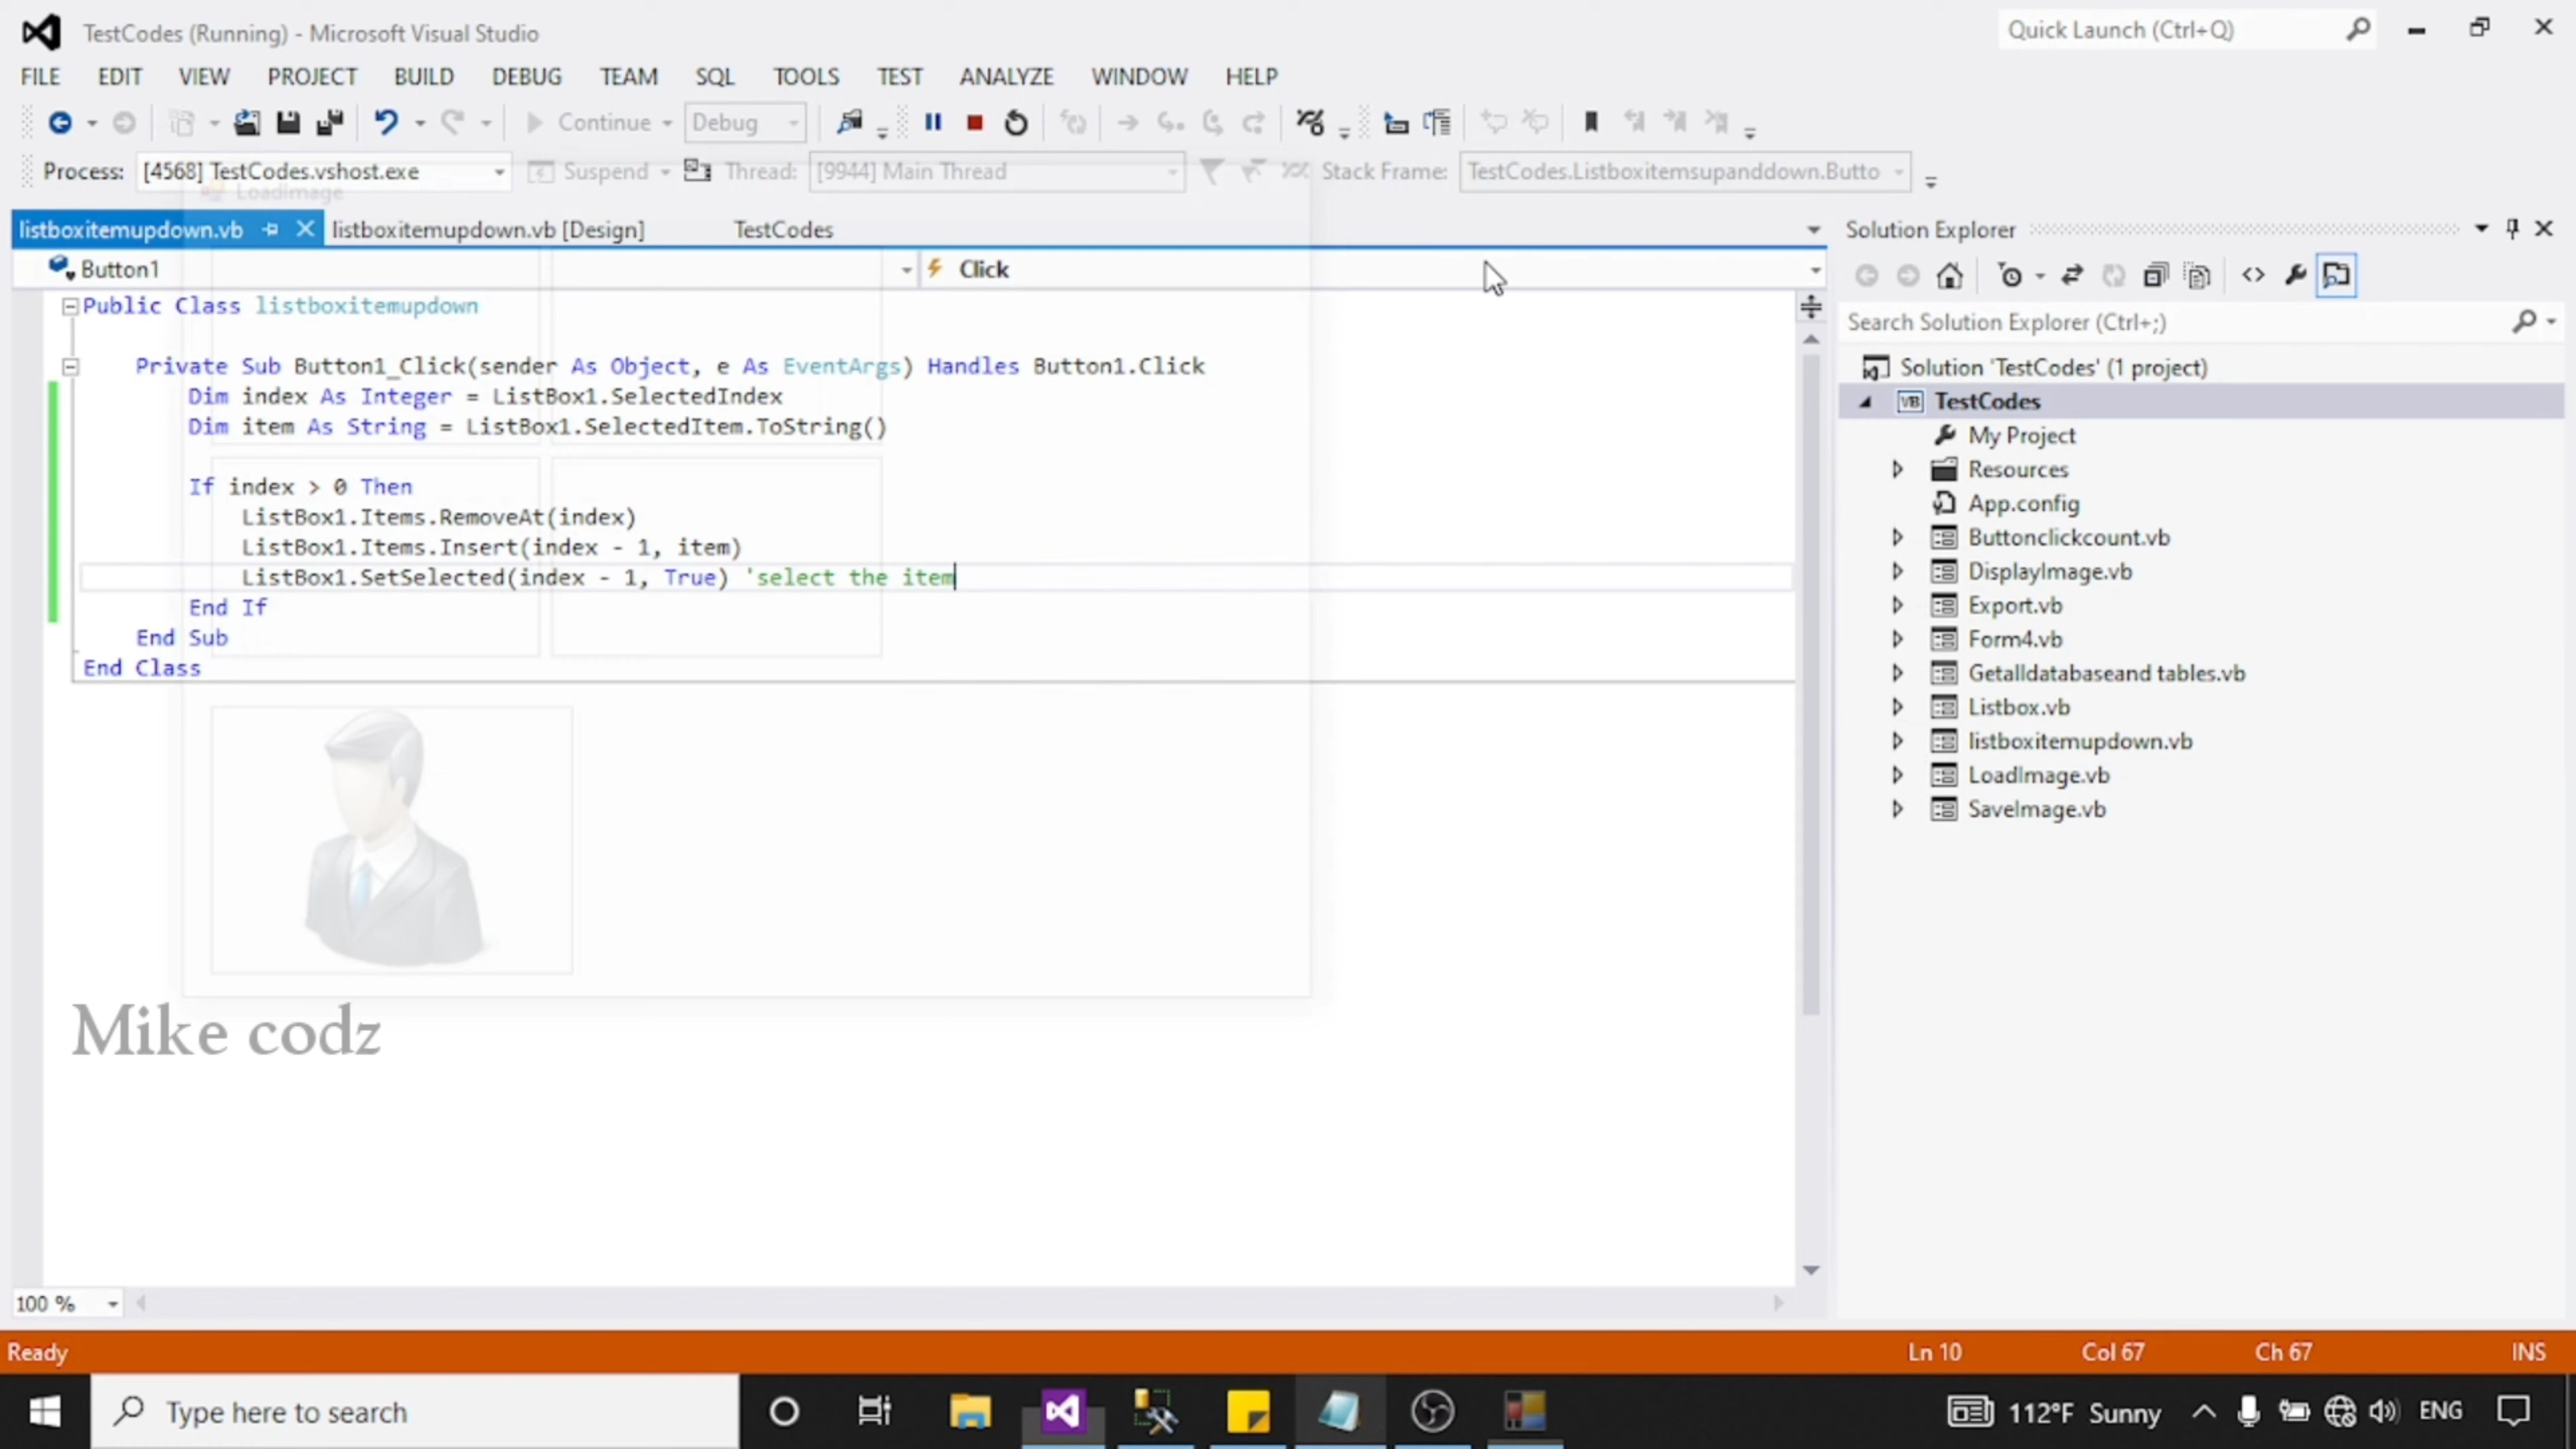 TestCodes (Running) - Microsoft Visual Studio
Quick Launch (Ctrl+Q)
FILE EDIT VIEW PROJECT BUILD DEBUG TEAM SQL TOOLS TEST ANALYZE WINDOW HELP
Continue Debug
Process: [4568] TestCodes.vshost.exe Suspend Thread: [9944] Main Thread Stack Frame: TestCodes.Listboxitemsupanddown.Butto
LoadImage
listboxitemupdown.vb listboxitemupdown.vb [Design] TestCodes
Button1 Click
Public Class listboxitemupdown
Private Sub Button1_Click(sender As Object, e As EventArgs) Handles Button1.Click
Dim index As Integer = ListBox1.SelectedIndex
Dim item As String = ListBox1.SelectedItem.ToString()
If index > 0 Then
ListBox1.Items.RemoveAt(index)
ListBox1.Items.Insert(index - 1, item)
ListBox1.SetSelected(index - 1, True) 'select the item
End If
End Sub
End Class
Mike codz
100 %
Solution Explorer
Search Solution Explorer (Ctrl+;)
Solution 'TestCodes' (1 project)
VB TestCodes
My Project
Resources
App.config
Buttonclickcount.vb
DisplayImage.vb
Export.vb
Form4.vb
Getalldatabaseand tables.vb
Listbox.vb
listboxitemupdown.vb
LoadImage.vb
SaveImage.vb
Ready Ln 10 Col 67 Ch 67 INS
Type here to search
112°F Sunny ENG